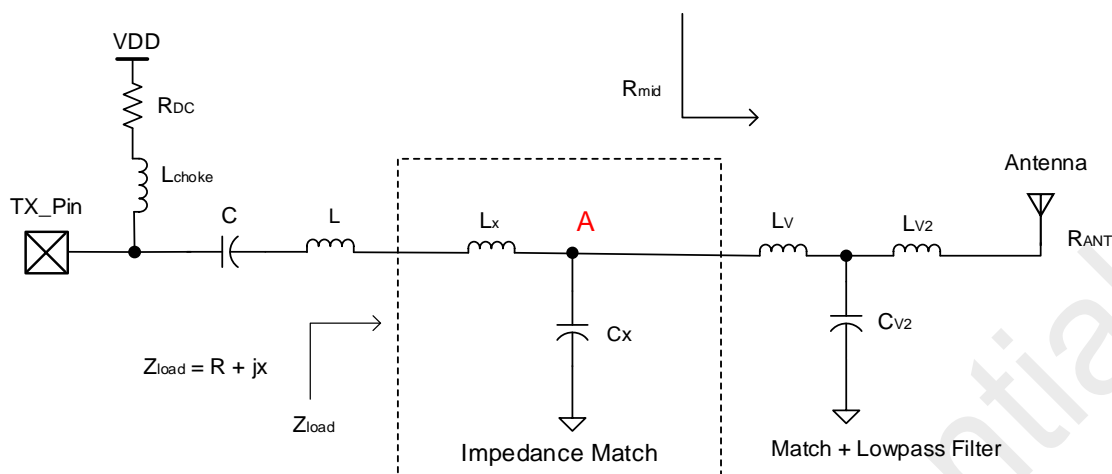 VDD
RDC
Lchoke
TX_Pin
C
L
Lx
A
Cx
Rmid
LV
LV2
CV2
Antenna
RANT
Zload = R + jx
Zload
Impedance Match
Match + Lowpass Filter
ntial